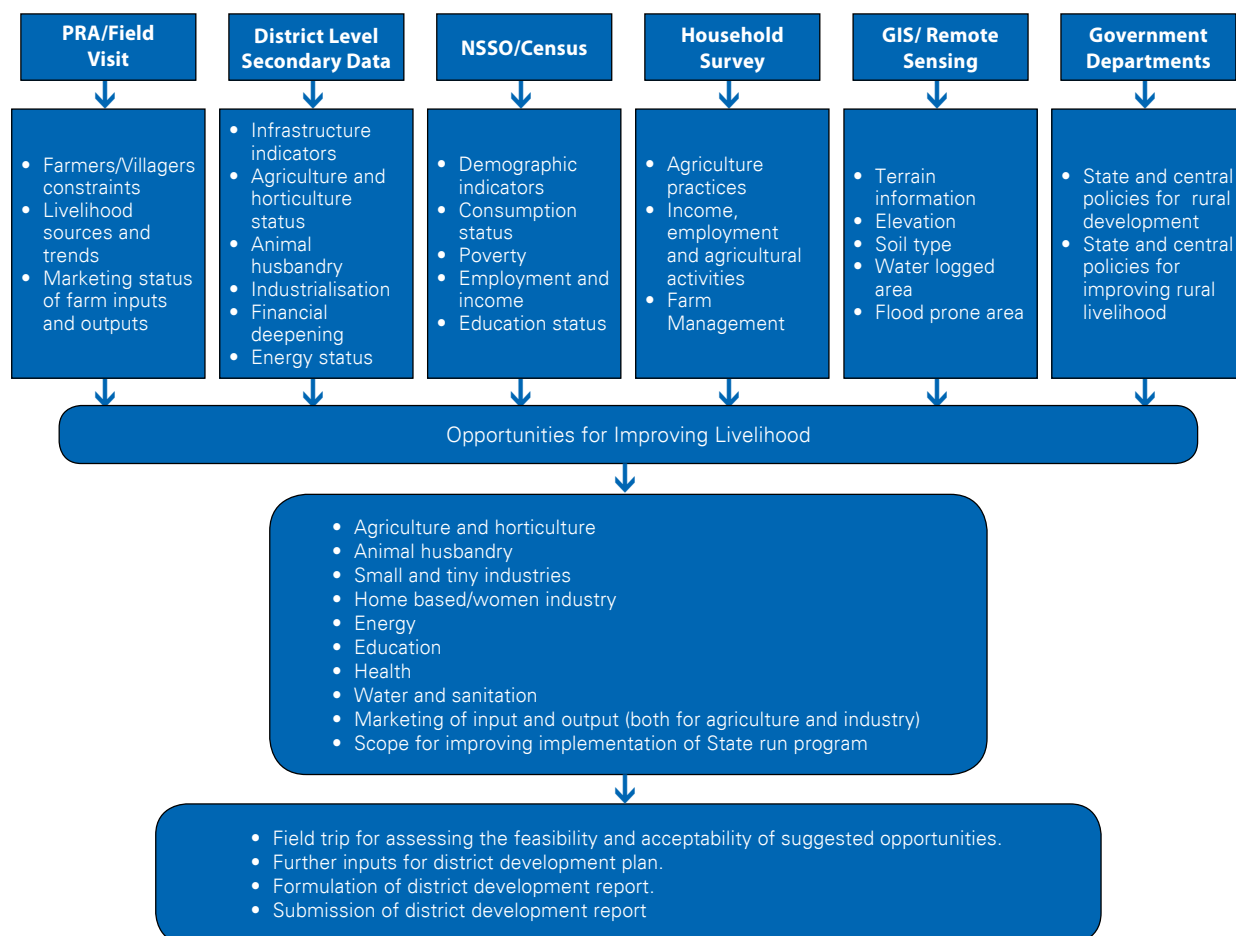 PRA/Field
Visit
District Level
Secondary Data
NSSO/Census
Household
Survey
GIS/ Remote
Sensing
Government
Departments
• Farmers/Villagers
constraints
• Livelihood
sources and
trends
• Marketing status
of farm inputs
and outputs
• Infrastructure
indicators
• Agriculture and
horticulture
status
• Animal
husbandry
• Industrialisation
• Financial
deepening
• Energy status
• Demographic
indicators
• Consumption
status
• Poverty
• Employment and
income
• Education status
• Agriculture
practices
• Income,
employment
and agricultural
activities
• Farm
Management
• Terrain
information
• Elevation
• Soil type
• Water logged
area
• Flood prone area
• State and central
policies for rural
development
• State and central
policies for
improving rural
livelihood
Opportunities for Improving Livelihood
• Agriculture and horticulture
• Animal husbandry
• Small and tiny industries
• Home based/women industry
• Energy
• Education
• Health
• Water and sanitation
• Marketing of input and output (both for agriculture and industry)
• Scope for improving implementation of State run program
• Field trip for assessing the feasibility and acceptability of suggested opportunities.
• Further inputs for district development plan.
• Formulation of district development report.
• Submission of district development report